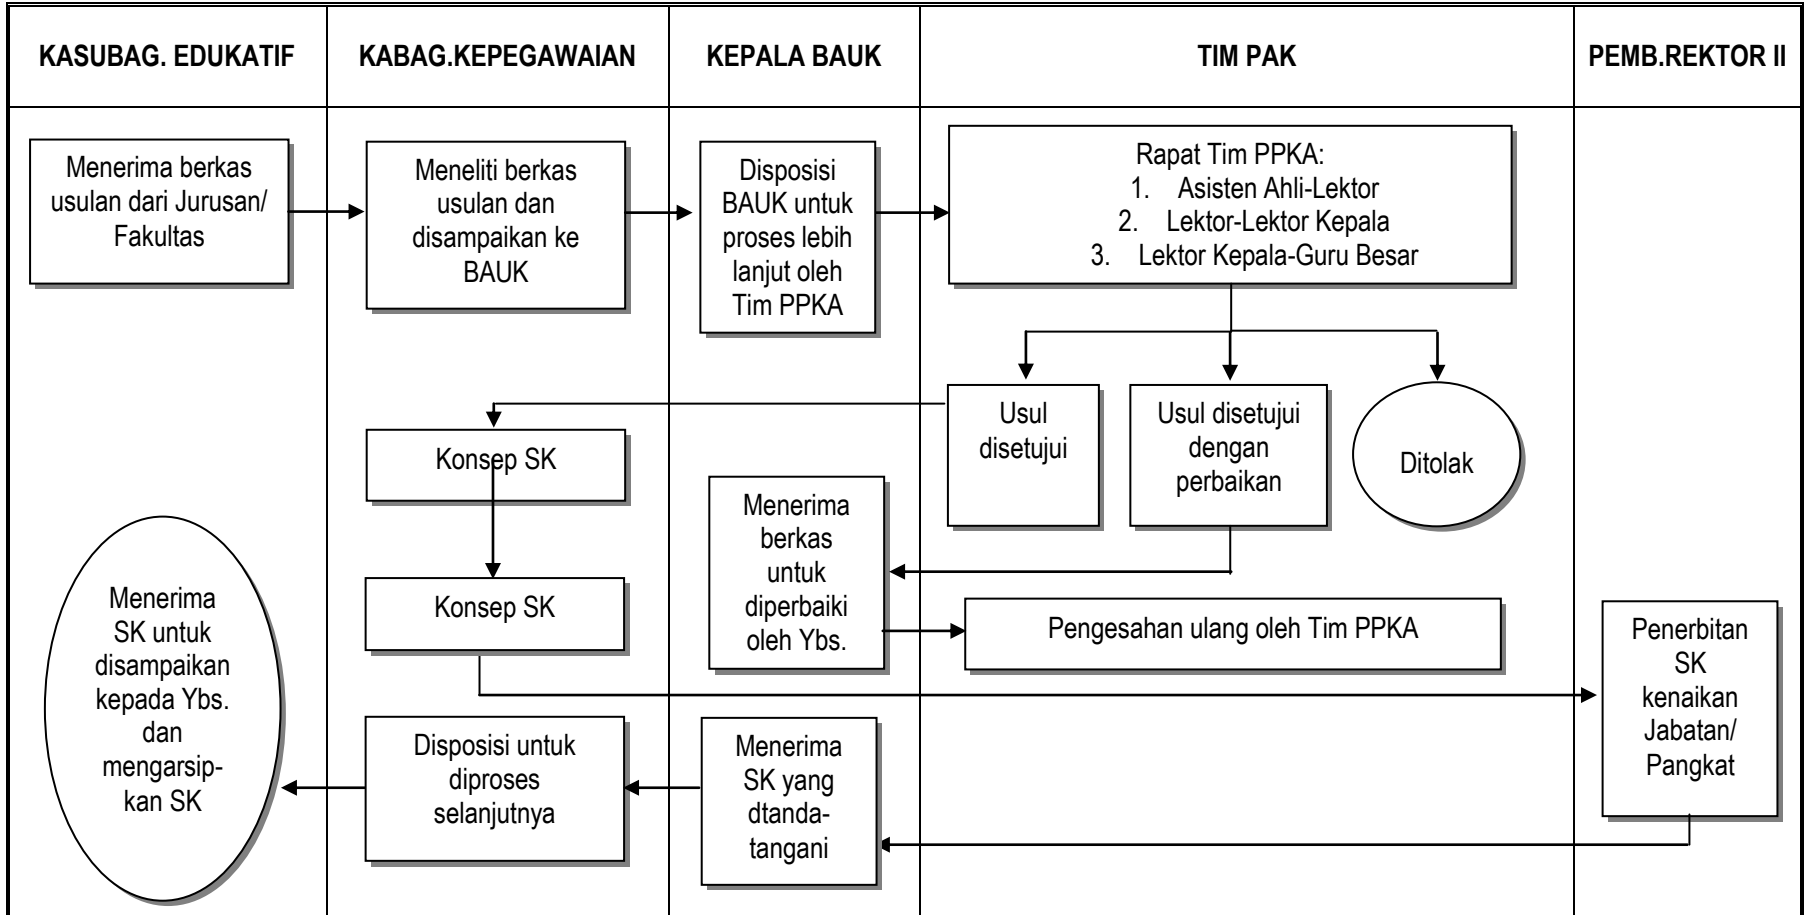 KASUBAG. EDUKATIF
KABAG.KEPEGAWAIAN
KEPALA BAUK
TIM PAK
PEMB.REKTOR II
Menerima berkas
usulan dari Jurusan/
Fakultas
Meneliti berkas
usulan dan
disampaikan ke
BAUK
Disposisi
BAUK untuk
proses lebih
lanjut oleh
Tim PPKA
Rapat Tim PPKA:
1. Asisten Ahli-Lektor
2. Lektor-Lektor Kepala
3. Lektor Kepala-Guru Besar
Usul
disetujui
Usul disetujui
dengan
perbaikan
Ditolak
Konsep SK
Menerima
berkas
untuk
diperbaiki
oleh Ybs.
Konsep SK
Pengesahan ulang oleh Tim PPKA
Penerbitan
SK
kenaikan
Jabatan/
Pangkat
Menerima
SK untuk
disampaikan
kepada Ybs.
dan
mengarsip-
kan SK
Disposisi untuk
diproses
selanjutnya
Menerima
SK yang
dtanda-
tangani